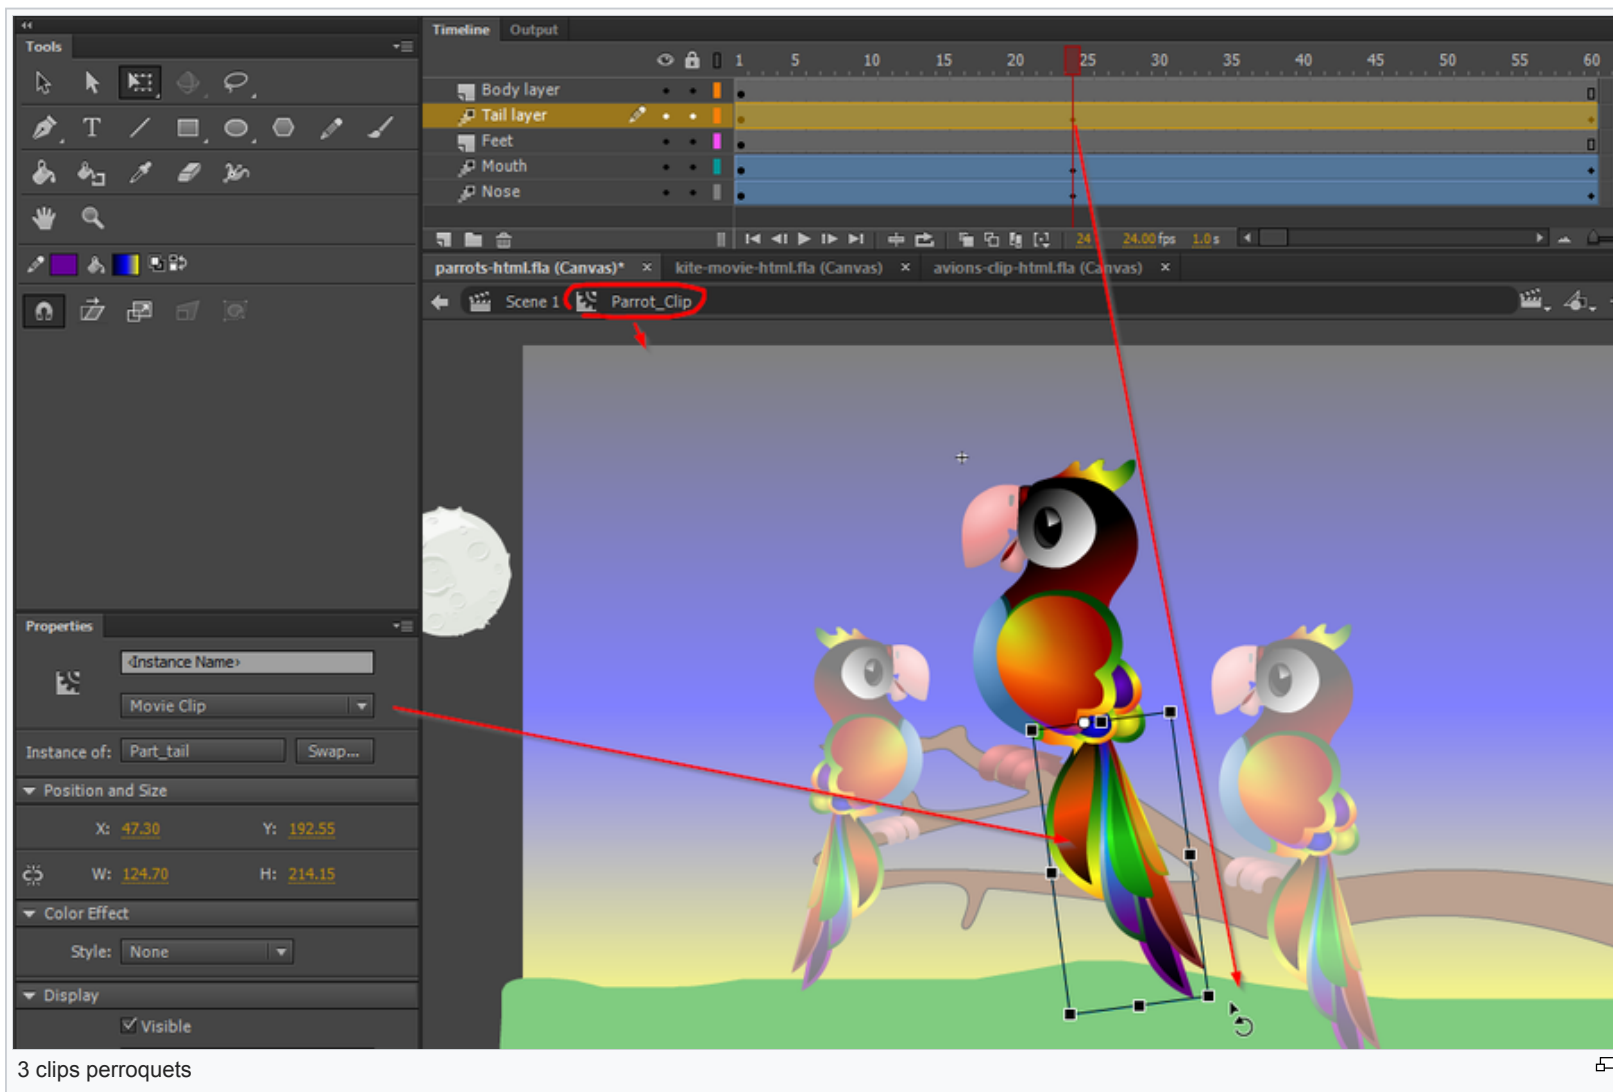 Tools
Timeline Output
1 5 10 15 20 25 30 35 40 45 50 55 60
Body layer
Tail layer
Feet
Mouth
Nose
24 24.00 fps 1.0 s
parrots-html.fla (Canvas)* × kite-movie-html.fla (Canvas) × avions-clip-html.fla (Canvas) ×
Scene 1 Parrot_Clip
Properties
<Instance Name>
Movie Clip
Instance of: Part_tail Swap...
Position and Size
X: 47.30 Y: 192.55
W: 124.70 H: 214.15
Color Effect
Style: None
Display
Visible
3 clips perroquets